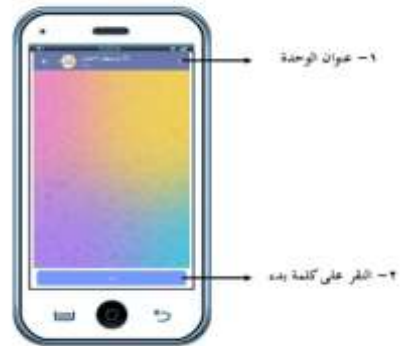 ١- عنوان الوحدة
٢- النقر على كلمة بدء